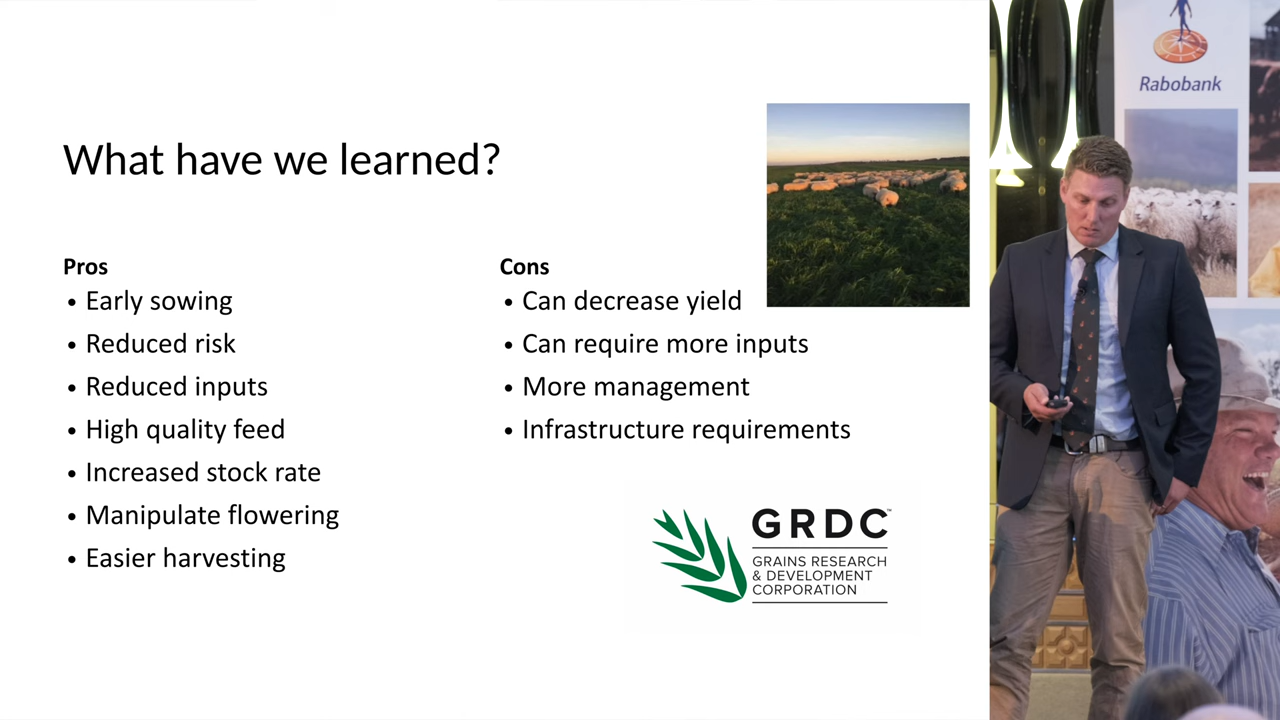 What have we learned?
Pros
• Early sowing
• Reduced risk
• Reduced inputs
• High quality feed
• Increased stock rate
• Manipulate flowering
• Easier harvesting
Cons
• Can decrease yield
• Can require more inputs
• More management
• Infrastructure requirements
GRDC™
GRAINS RESEARCH
& DEVELOPMENT
CORPORATION
Rabobank